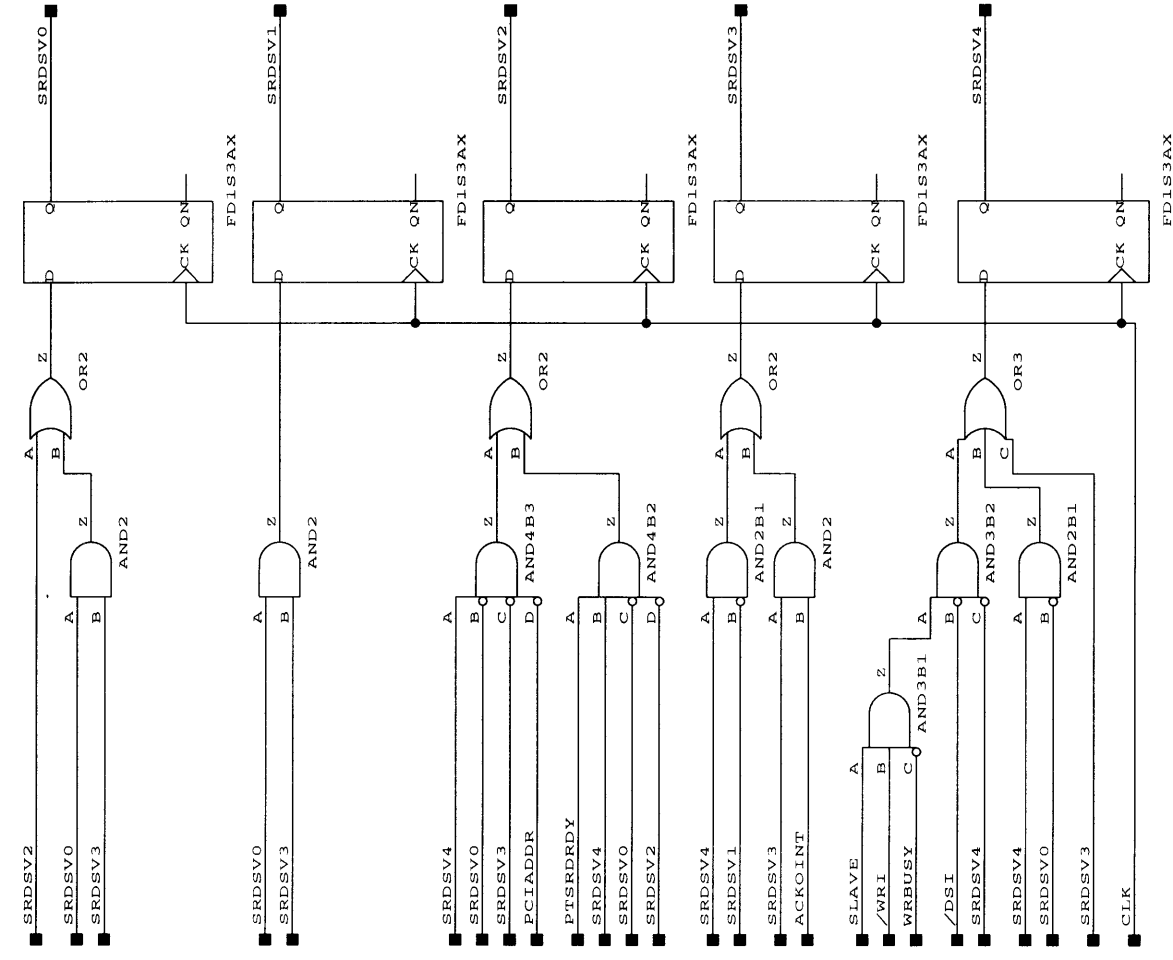 SRDSV0
SRDSV1
SRDSV2
SRDSV3
SRDSV4
Q
QN
FD1S3AX
D
CK
Q
QN
FD1S3AX
D
CK
Q
QN
FD1S3AX
D
CK
Q
QN
FD1S3AX
D
CK
Q
QN
FD1S3AX
D
CK
Z
OR2
A
B
Z
OR2
A
B
Z
OR2
A
B
Z
OR3
A
B
C
Z
AND2
A
B
Z
AND2
A
B
Z
AND4B3
A
B
C
D
Z
AND4B2
A
B
C
D
Z
AND2B1
A
B
Z
AND2
A
B
Z
AND3B2
A
B
C
Z
AND2B1
A
B
Z
AND3B1
A
B
C
SRDSV2
SRDSV0
SRDSV3
SRDSV0
SRDSV3
SRDSV4
SRDSV0
SRDSV3
PCIADDR
PTSRDRDY
SRDSV4
SRDSV0
SRDSV2
SRDSV4
SRDSV1
SRDSV3
ACKOINT
SLAVE
/WRI
WRBUSY
/DSI
SRDSV4
SRDSV4
SRDSV0
SRDSV3
CLK